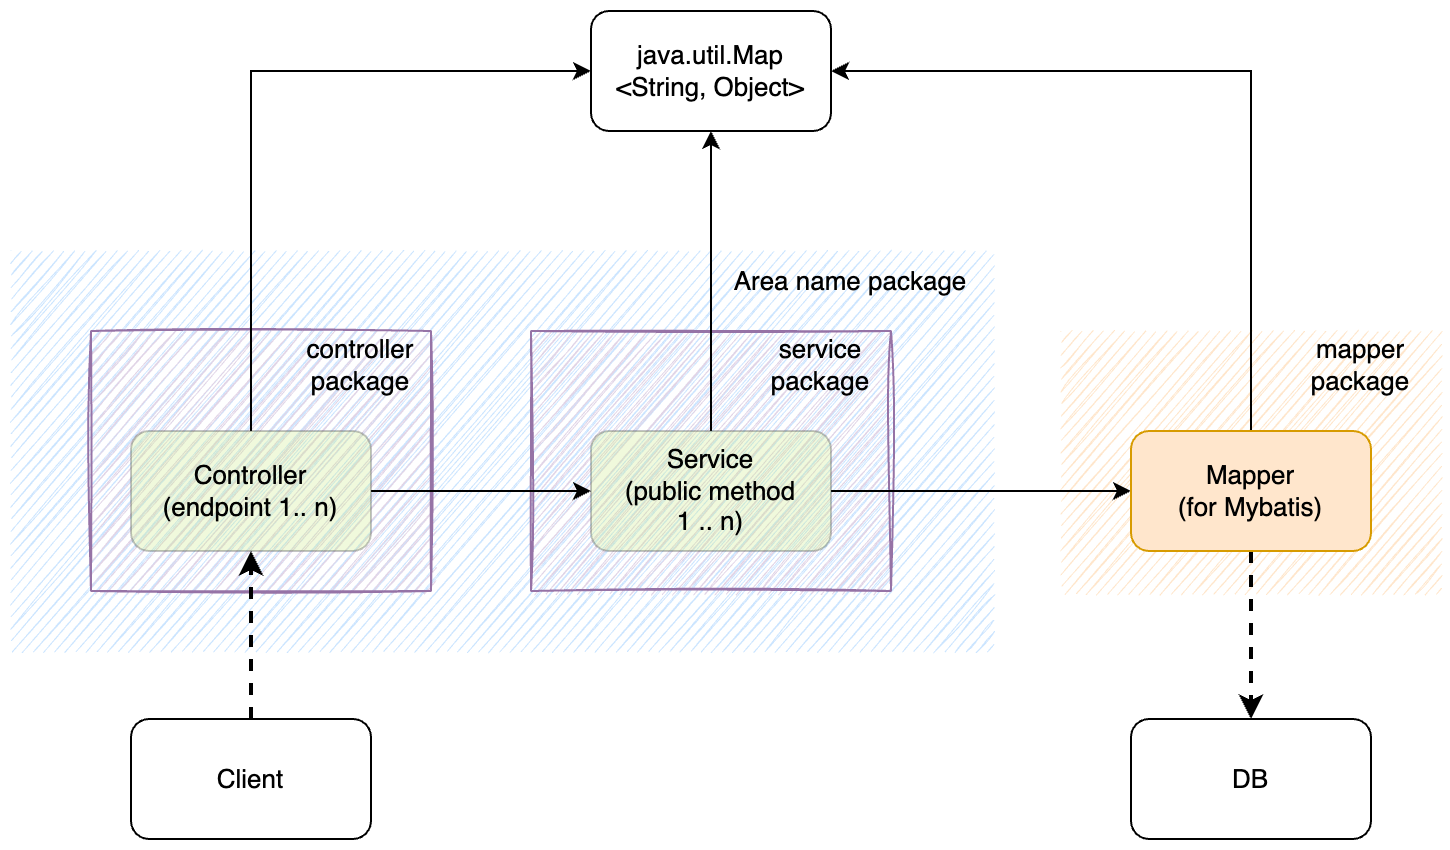 java.util.Map
<String, Object>
Area name package
controller
package
service
package
mapper
package
Controller
(endpoint 1.. n)
Service
(public method
1 .. n)
Mapper
(for Mybatis)
Client
DB